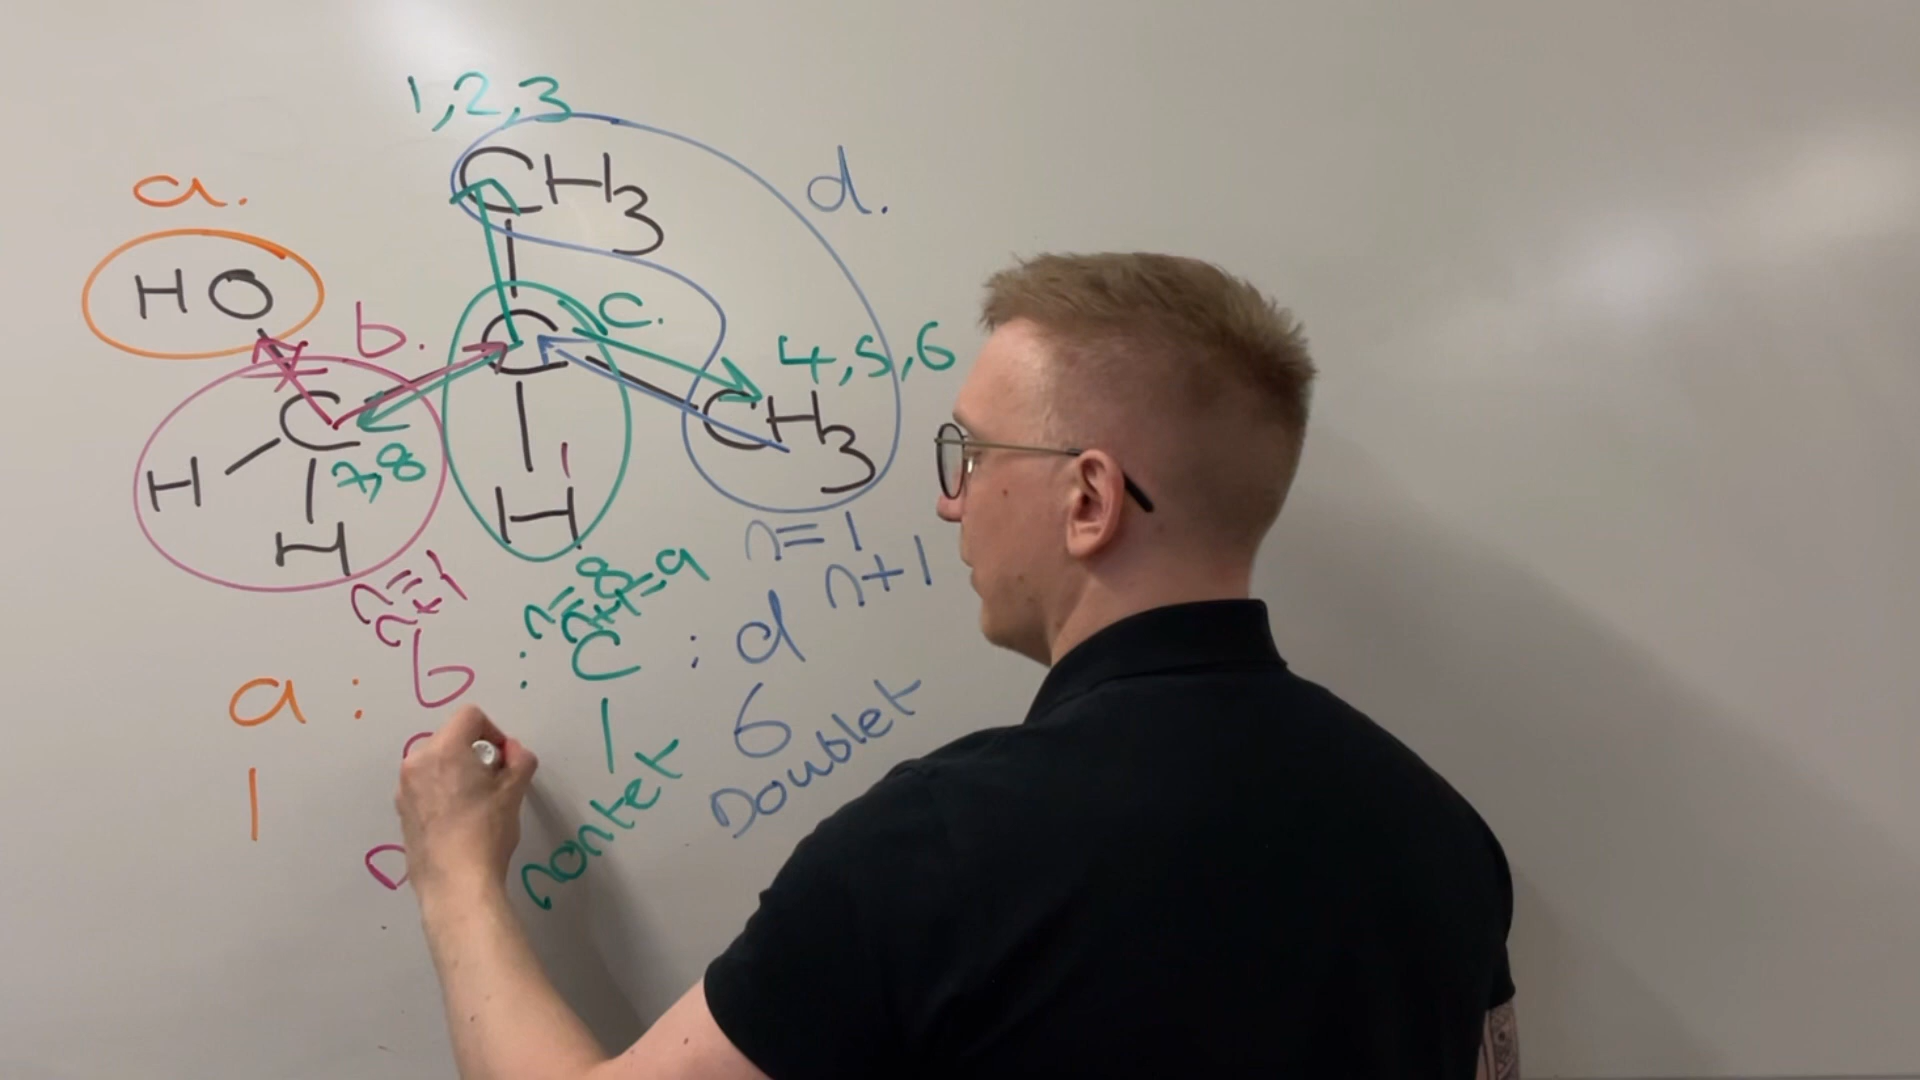 1,2,3
CH3
a.
d.
HO
b.
c.
C
4,5,6
C
CH3
H
7,8
H
H
n=1
n=1
n=8
n+1=9
n+1
a : b : c : d
1
1
6
Doublet
nontet